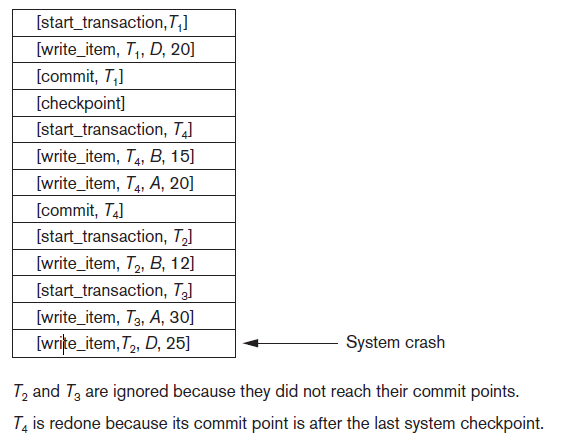 [start_transaction,T₁]
[write_item, T₁, D, 20]
[commit, T₁]
[checkpoint]
[start_transaction, T₄]
[write_item, T₄, B, 15]
[write_item, T₄, A, 20]
[commit, T₄]
[start_transaction, T₂]
[write_item, T₂, B, 12]
[start_transaction, T₃]
[write_item, T₃, A, 30]
[write_item,T₂, D, 25] System crash
T₂ and T₃ are ignored because they did not reach their commit points.
T₄ is redone because its commit point is after the last system checkpoint.